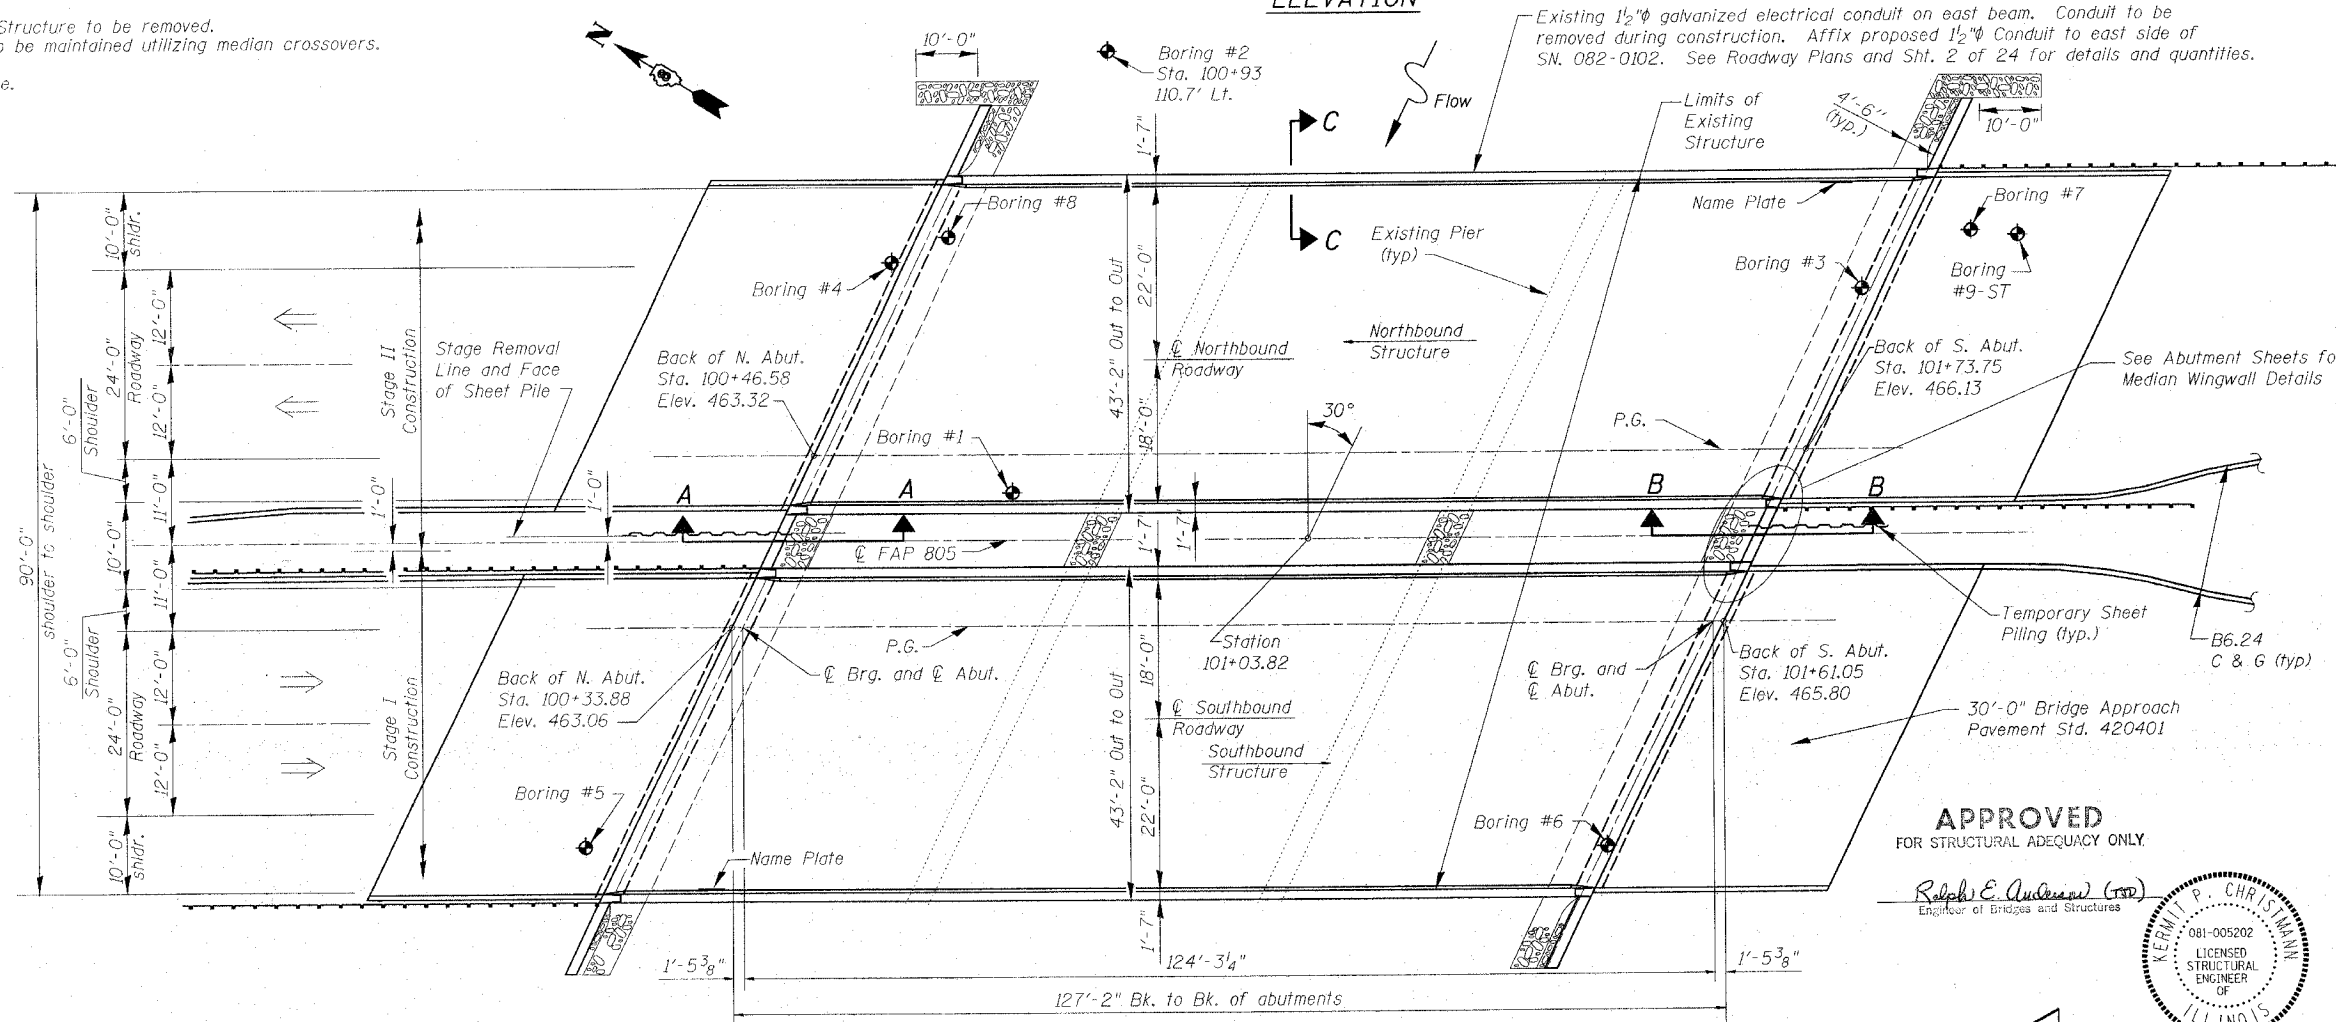 ELEVATION
Structure to be removed.
be maintained utilizing median crossovers.
e.
N
10'-0"
Boring #2
Sta. 100+93
110.7' Lt.
Flow
Existing 1½"φ galvanized electrical conduit on east beam. Conduit to be
removed during construction. Affix proposed 1½"φ Conduit to east side of
SN. 082-0102. See Roadway Plans and Sht. 2 of 24 for details and quantities.
Limits of
Existing
Structure
4'-6"
(typ.)
10'-0"
1'-7"
C
C
Boring #8
Name Plate
Boring #7
Existing Pier
(typ)
Boring #4
Boring #3
Boring
#9-ST
10'-0"
shldr.
12'-0"
24'-0"
Roadway
12'-0"
6'-0"
Shoulder
11'-0"
10'-0"
11'-0"
6'-0"
Shoulder
12'-0"
24'-0"
Roadway
12'-0"
10'-0"
shldr.
90'-0"
shoulder to shoulder
Stage II
Construction
Stage I
Construction
1'-0"
1'-0"
Stage Removal
Line and Face
of Sheet Pile
Back of N. Abut.
Sta. 100+46.58
Elev. 463.32
43'-2" Out to Out
22'-0"
18'-0"
℄ Northbound
Roadway
Northbound
Structure
Back of S. Abut.
Sta. 101+73.75
Elev. 466.13
See Abutment Sheets fo
Median Wingwall Details
30°
P.G.
Boring #1
A
A
B
B
1'-7"
1'-7"
℄ FAP 805
Temporary Sheet
Piling (typ.)
B6.24
C & G (typ)
P.G.
Station
101+03.82
℄ Brg. and ℄ Abut.
℄ Brg. and
℄ Abut.
Back of N. Abut.
Sta. 100+33.88
Elev. 463.06
Back of S. Abut.
Sta. 101+61.05
Elev. 465.80
43'-2" Out to Out
18'-0"
22'-0"
℄ Southbound
Roadway
Southbound
Structure
30'-0" Bridge Approach
Pavement Std. 420401
Boring #5
Boring #6
Name Plate
1'-7"
1'-5⅜"
124'-3¼"
1'-5⅜"
127'-2" Bk. to Bk. of abutments
APPROVED
FOR STRUCTURAL ADEQUACY ONLY.
Ralph E. Anderson
Engineer of Bridges and Structures
KERMIT P. CHRISTMANN
081-005202
LICENSED
STRUCTURAL
ENGINEER
OF
ILLINOIS